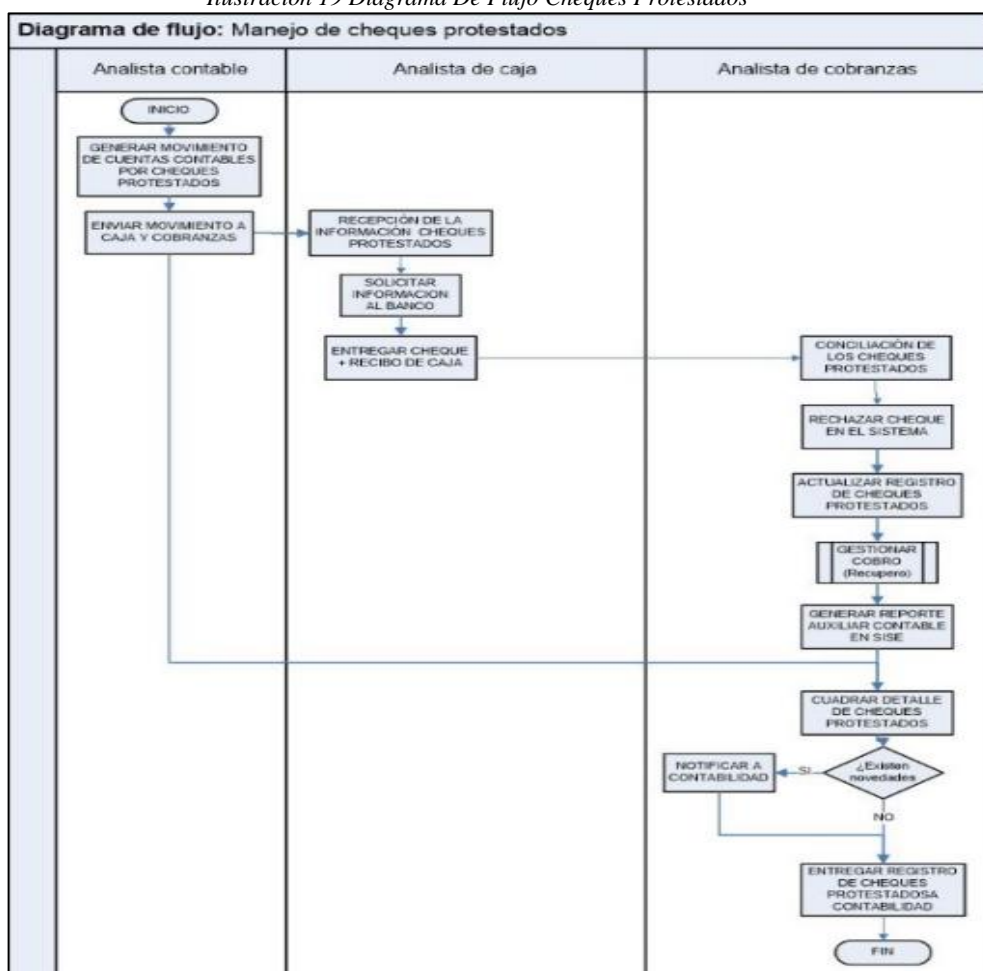 Ilustración 19 Diagrama De Flujo Cheques Protestados
Diagrama de flujo: Manejo de cheques protestados
Analista contable
Analista de caja
Analista de cobranzas
INICIO
GENERAR MOVIMIENTO
DE CUENTAS CONTABLES
POR CHEQUES
PROTESTADOS
ENVIAR MOVIMIENTO A
CAJA Y COBRANZAS
RECEPCIÓN DE LA
INFORMACIÓN CHEQUES
PROTESTADOS
SOLICITAR
INFORMACION
AL BANCO
ENTREGAR CHEQUE
+ RECIBO DE CAJA
CONCILIACIÓN DE
LOS CHEQUES
PROTESTADOS
RECHAZAR CHEQUE
EN EL SISTEMA
ACTUALIZAR REGISTRO
DE CHEQUES
PROTESTADOS
GESTIONAR
COBRO
(Recupero)
GENERAR REPORTE
AUXILIAR CONTABLE
EN SISE
CUADRAR DETALLE
DE CHEQUES
PROTESTADOS
¿Existen
novedades
SI
NOTIFICAR A
CONTABILIDAD
NO
ENTREGAR REGISTRO
DE CHEQUES
PROTESTADOSA
CONTABILIDAD
FIN